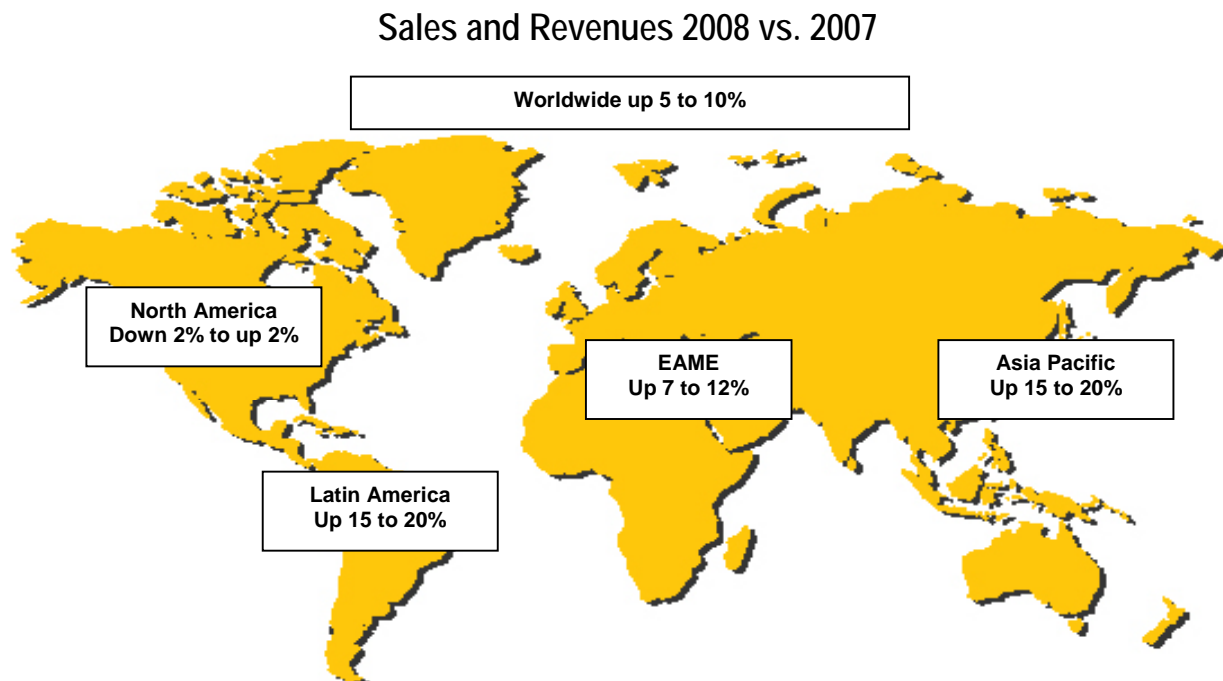 Sales and Revenues 2008 vs. 2007
Worldwide up 5 to 10%
North America
Down 2% to up 2%
EAME
Up 7 to 12%
Asia Pacific
Up 15 to 20%
Latin America
Up 15 to 20%